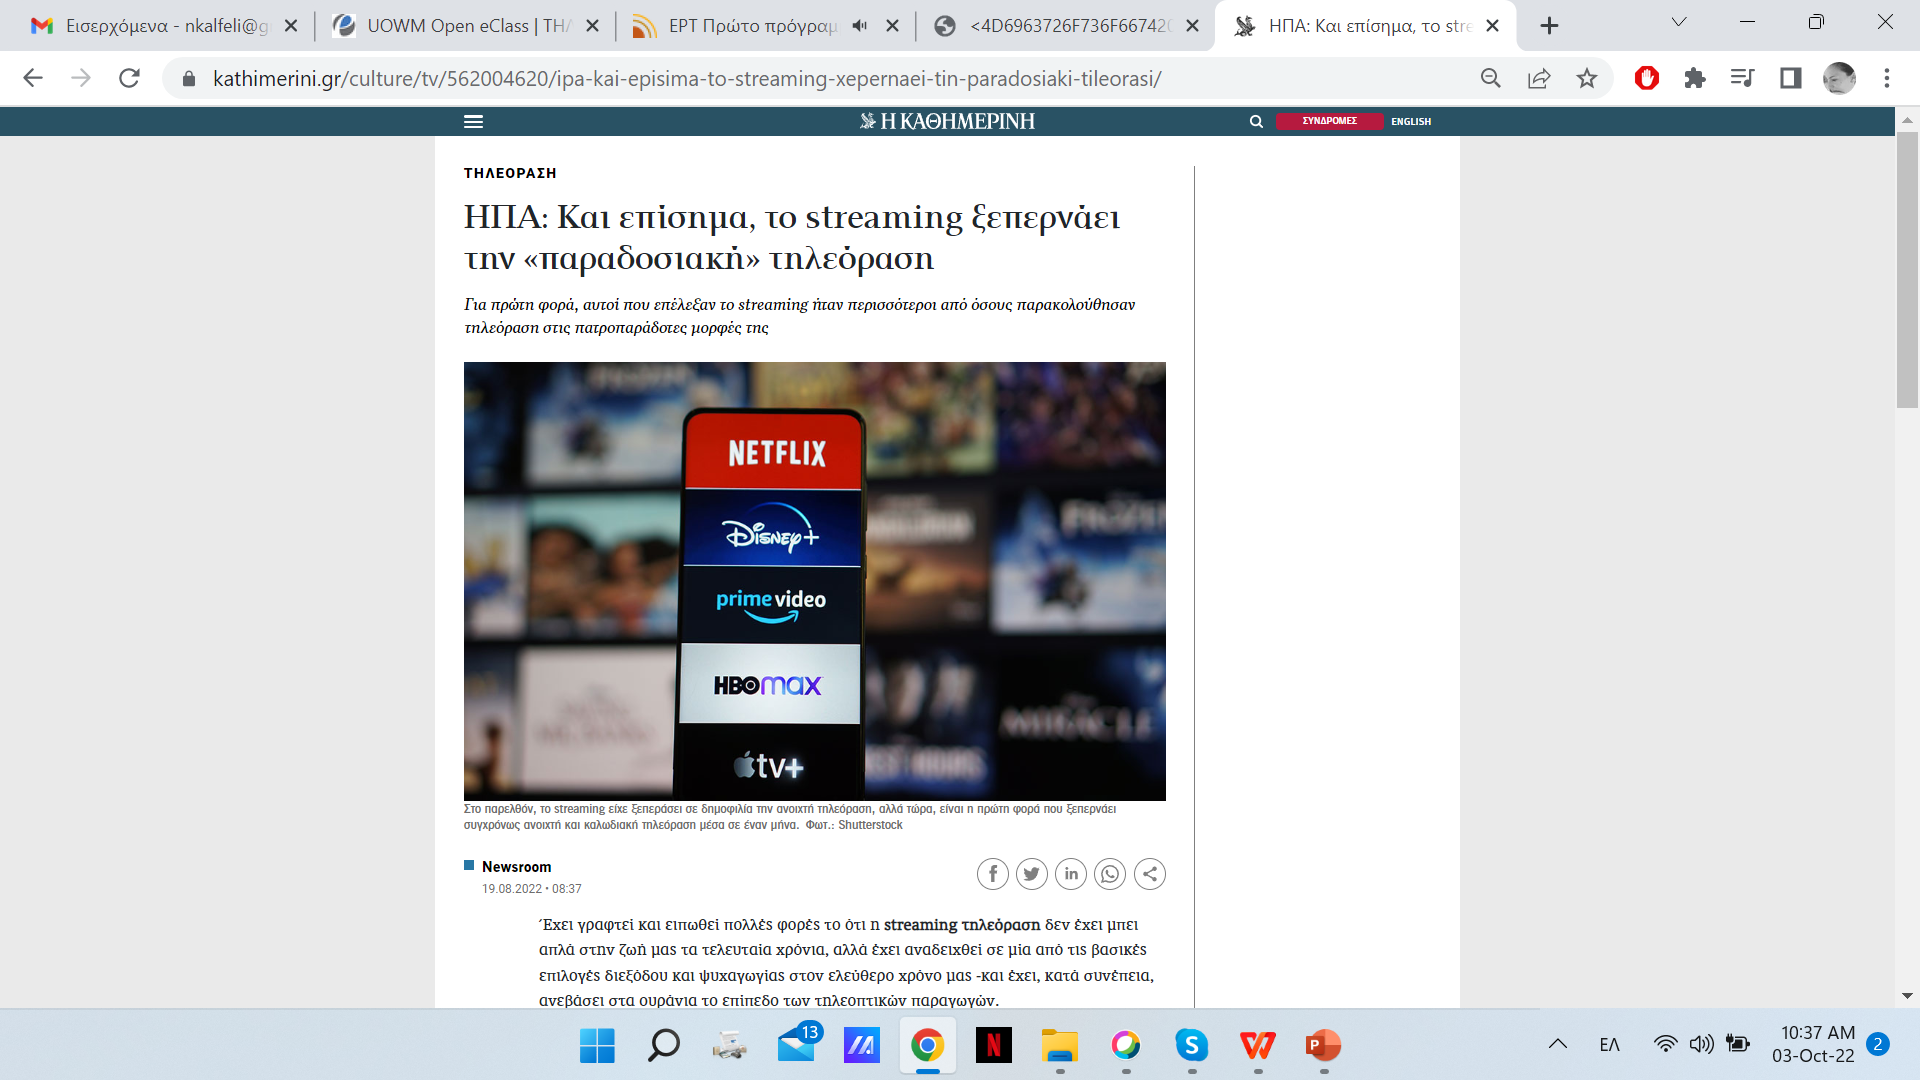 Εισερχόμενα - nkalfeli@g
UOWM Open eClass | ΤΗΛ
ΕΡΤ Πρώτο πρόγραμ
<4D6963726F736F667420
ΗΠΑ: Και επίσημα, το stre
kathimerini.gr/culture/tv/562004620/ipa-kai-episima-to-streaming-xepernaei-tin-paradosiaki-tileorasi/
Η ΚΑΘΗΜΕΡΙΝΗ
ΣΥΝΔΡΟΜΕΣ
ENGLISH
ΤΗΛΕΟΡΑΣΗ
ΗΠΑ: Και επίσημα, το streaming ξεπερνάει
την «παραδοσιακή» τηλεόραση
Για πρώτη φορά, αυτοί που επέλεξαν το streaming ήταν περισσότεροι από όσους παρακολούθησαν
τηλεόραση στις πατροπαράδοτες μορφές της
NETFLIX
Disney+
prime video
HBOmax
tv+
FROZEN
MIRACLE
Στο παρελθόν, το streaming είχε ξεπεράσει σε δημοφιλία την ανοιχτή τηλεόραση, αλλά τώρα, είναι η πρώτη φορά που ξεπερνάει
συγχρόνως ανοιχτή και καλωδιακή τηλεόραση μέσα σε έναν μήνα. Φωτ.: Shutterstock
Newsroom
19.08.2022 • 08:37
Έχει γραφτεί και ειπωθεί πολλές φορές το ότι η streaming τηλεόραση δεν έχει μπει
απλά στην ζωή μας τα τελευταία χρόνια, αλλά έχει αναδειχθεί σε μία από τις βασικές
επιλογές διεξόδου και ψυχαγωγίας στον ελεύθερο χρόνο μας -και έχει, κατά συνέπεια,
ανεβάσει στα ουράνια το επίπεδο των τηλεοπτικών παραγωγών.
13
ΕΛ
10:37 AM
03-Oct-22
2